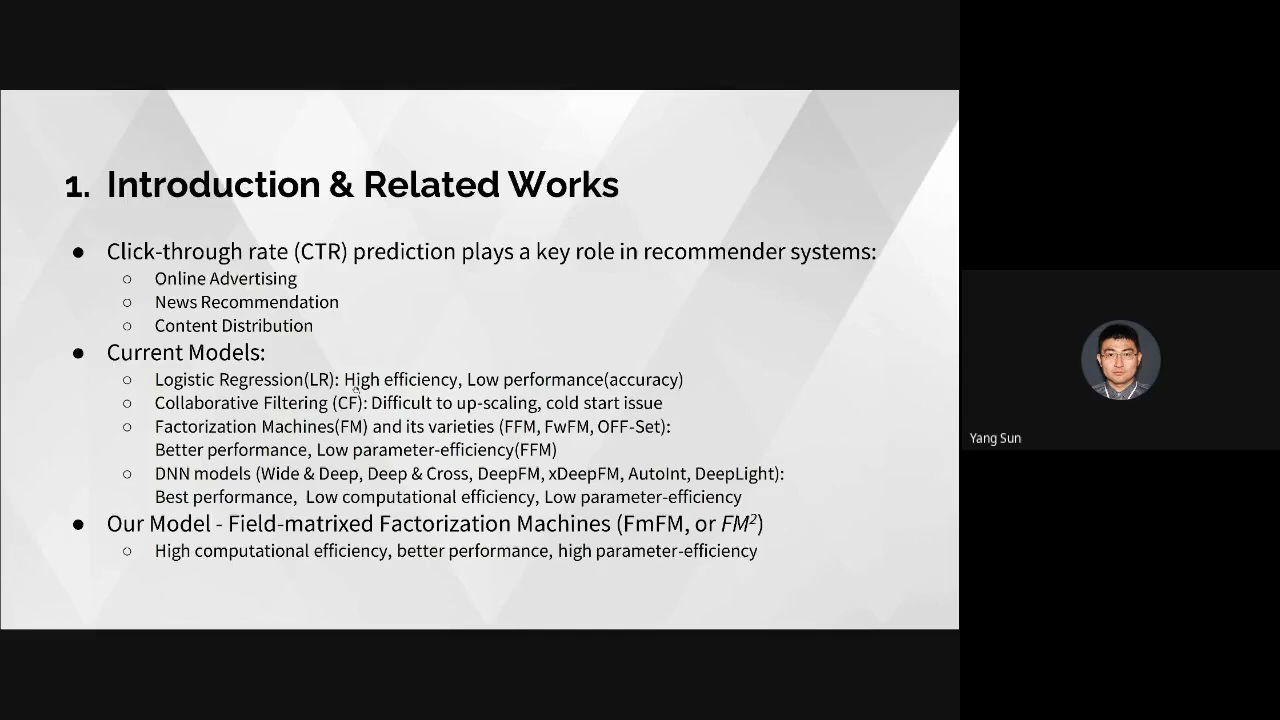 1. Introduction & Related Works
● Click-through rate (CTR) prediction plays a key role in recommender systems:
○ Online Advertising
○ News Recommendation
○ Content Distribution
● Current Models:
○ Logistic Regression(LR): High efficiency, Low performance(accuracy)
○ Collaborative Filtering (CF): Difficult to up-scaling, cold start issue
○ Factorization Machines(FM) and its varieties (FFM, FwFM, OFF-Set):
Better performance, Low parameter-efficiency(FFM)
○ DNN models (Wide & Deep, Deep & Cross, DeepFM, xDeepFM, AutoInt, DeepLight):
Best performance, Low computational efficiency, Low parameter-efficiency
● Our Model - Field-matrixed Factorization Machines (FmFM, or FM²)
○ High computational efficiency, better performance, high parameter-efficiency
Yang Sun